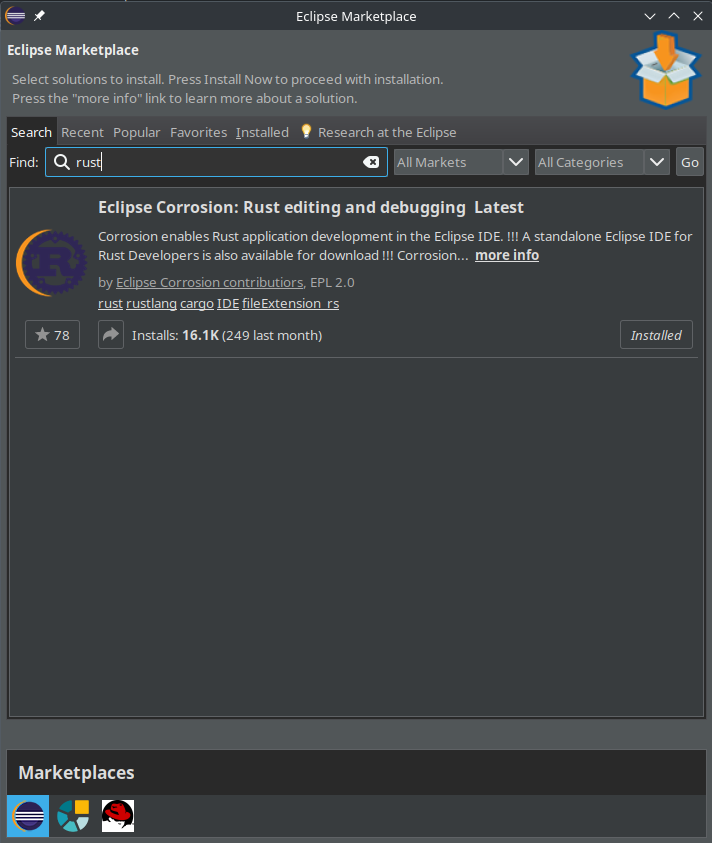 Eclipse Marketplace
Eclipse Marketplace
Select solutions to install. Press Install Now to proceed with installation.
Press the "more info" link to learn more about a solution.
Search Recent Popular Favorites Installed Research at the Eclipse
Find: rust All Markets All Categories Go
Eclipse Corrosion: Rust editing and debugging Latest
Corrosion enables Rust application development in the Eclipse IDE. !!! A standalone Eclipse IDE for
Rust Developers is also available for download !!! Corrosion... more info
by Eclipse Corrosion contributiors, EPL 2.0
rust rustlang cargo IDE fileExtension_rs
78 Installs: 16.1K (249 last month) Installed
Marketplaces